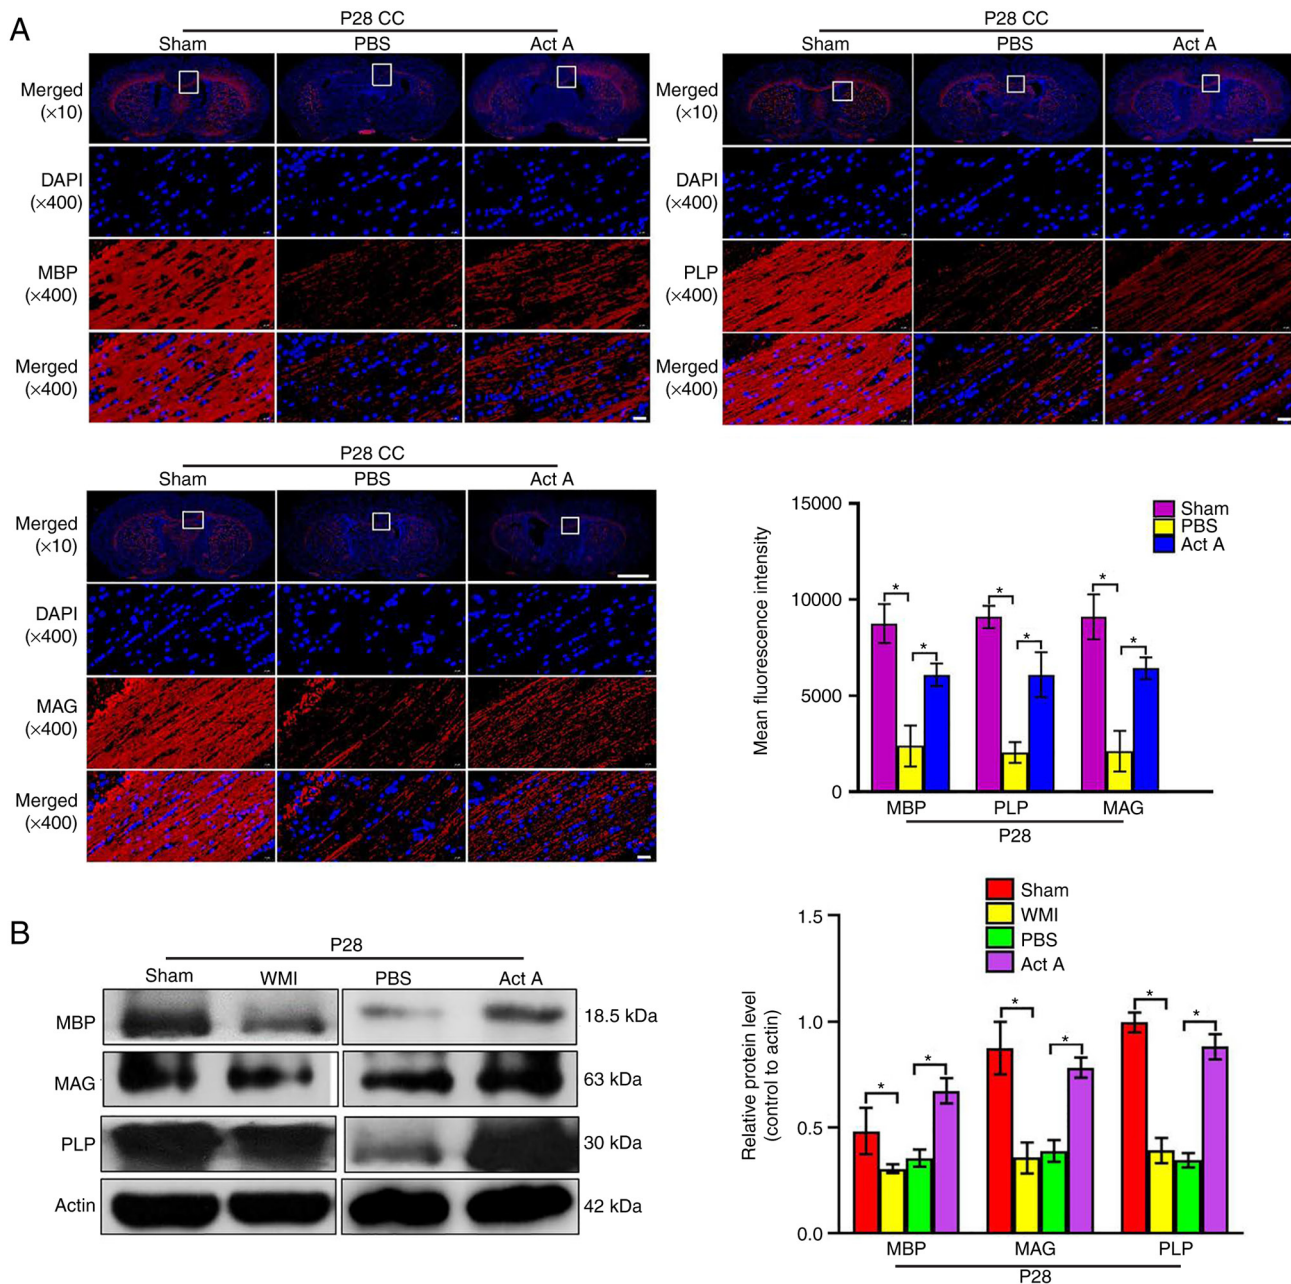 A
P28 CC
Sham PBS Act A
Merged
(×10)
DAPI
(×400)
MBP
(×400)
Merged
(×400)
P28 CC
Sham PBS Act A
Merged
(×10)
DAPI
(×400)
PLP
(×400)
Merged
(×400)
P28 CC
Sham PBS Act A
Merged
(×10)
DAPI
(×400)
MAG
(×400)
Merged
(×400)
Mean fluorescence intensity
15000
10000
5000
0
Sham
PBS
Act A
* * * * * *
MBP PLP MAG
P28
B
P28
Sham WMI PBS Act A
MBP 18.5 kDa
MAG 63 kDa
PLP 30 kDa
Actin 42 kDa
Relative protein level
(control to actin)
1.5
1.0
0.5
0.0
Sham
WMI
PBS
Act A
* * * * * *
MBP MAG PLP
P28